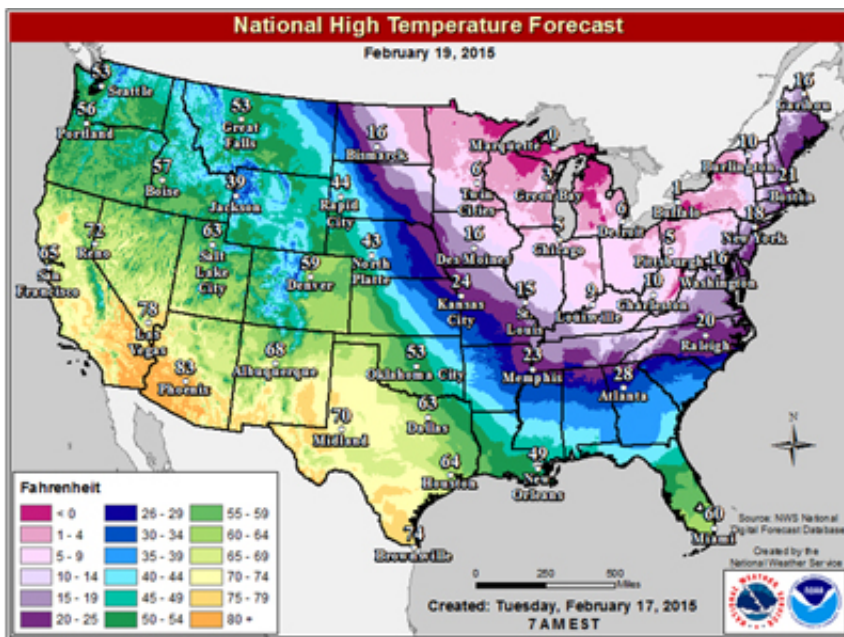 National High Temperature Forecast
February 19, 2015
53
Seattle
56
Portland
57
Boise
53
Great
Falls
39
Jackson
16
Bismarck
44
Rapid
City
43
North
Platte
6
Twin
Cities
0
Marquette
3
Green Bay
6
Detroit
16
Caribou
10
Burlington
21
Boston
1
Buffalo
18
New York
5
Pittsburgh
16
Washington
10
Charleston
Chicago
16
Des Moines
24
Kansas
City
15
St.
Louis
9
Louisville
20
Raleigh
23
Memphis
28
Atlanta
72
Reno
65
San
Francisco
63
Salt
Lake
City
59
Denver
78
Las
Vegas
83
Phoenix
68
Albuquerque
53
Oklahoma City
70
Midland
63
Dallas
64
Houston
49
New
Orleans
74
Brownsville
60
Miami
N
Fahrenheit
< 0
1 - 4
5 - 9
10 - 14
15 - 19
20 - 25
26 - 29
30 - 34
35 - 39
40 - 44
45 - 49
50 - 54
55 - 59
60 - 64
65 - 69
70 - 74
75 - 79
80 +
0 250 500
Miles
Created: Tuesday, February 17, 2015
7 AM EST
Source: NWS National
Digital Forecast Database
Created by the
National Weather Service